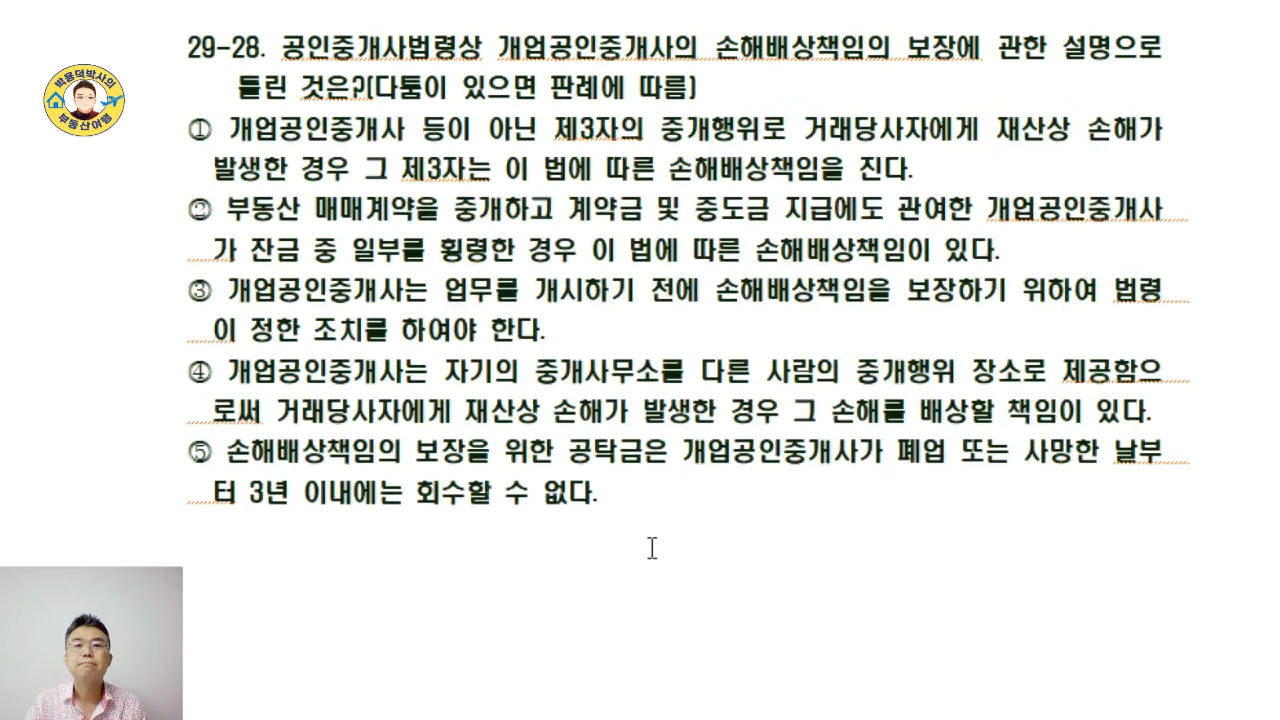 박용덕박사의
부동산여행
29-28. 공인중개사법령상 개업공인중개사의 손해배상책임의 보장에 관한 설명으로
틀린 것은?(다툼이 있으면 판례에 따름)
① 개업공인중개사 등이 아닌 제3자의 중개행위로 거래당사자에게 재산상 손해가
발생한 경우 그 제3자는 이 법에 따른 손해배상책임을 진다.
② 부동산 매매계약을 중개하고 계약금 및 중도금 지급에도 관여한 개업공인중개사
가 잔금 중 일부를 횡령한 경우 이 법에 따른 손해배상책임이 있다.
③ 개업공인중개사는 업무를 개시하기 전에 손해배상책임을 보장하기 위하여 법령
이 정한 조치를 하여야 한다.
④ 개업공인중개사는 자기의 중개사무소를 다른 사람의 중개행위 장소로 제공함으
로써 거래당사자에게 재산상 손해가 발생한 경우 그 손해를 배상할 책임이 있다.
⑤ 손해배상책임의 보장을 위한 공탁금은 개업공인중개사가 폐업 또는 사망한 날부
터 3년 이내에는 회수할 수 없다.